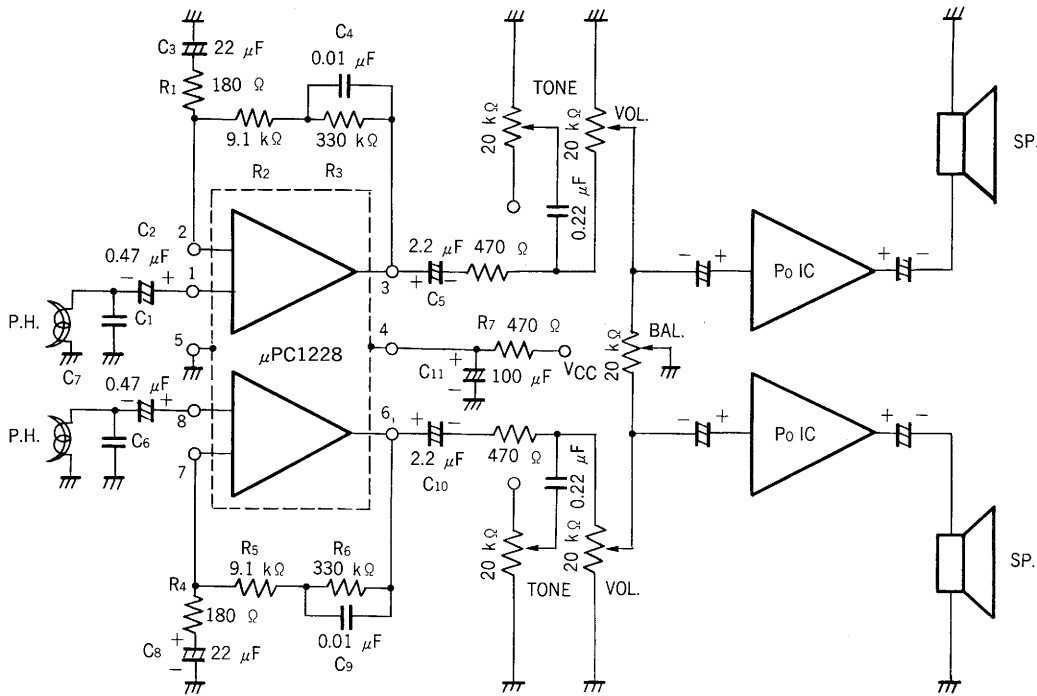 C3 22 μF
C4
0.01 μF
R1 180 Ω
9.1 kΩ
330 kΩ
R2
R3
TONE
VOL.
20 kΩ
20 kΩ
0.22 μF
SP.
C2
0.47 μF
2
- +
1
P.H.
C1
5
3
2.2 μF
+ -
C5
470 Ω
- +
Po IC
+ -
μPC1228
4
R7 470 Ω
VCC
+
C11 100 μF
-
BAL.
20 kΩ
C7
0.47 μF
- +
8
P.H.
C6
7
6
+ -
2.2 μF
C10
470 Ω
0.22 μF
- +
Po IC
+ -
R5
9.1 kΩ
R6
330 kΩ
R4
180 Ω
+
C8 22 μF
-
0.01 μF
C9
20 kΩ
TONE
20 kΩ
VOL.
SP.